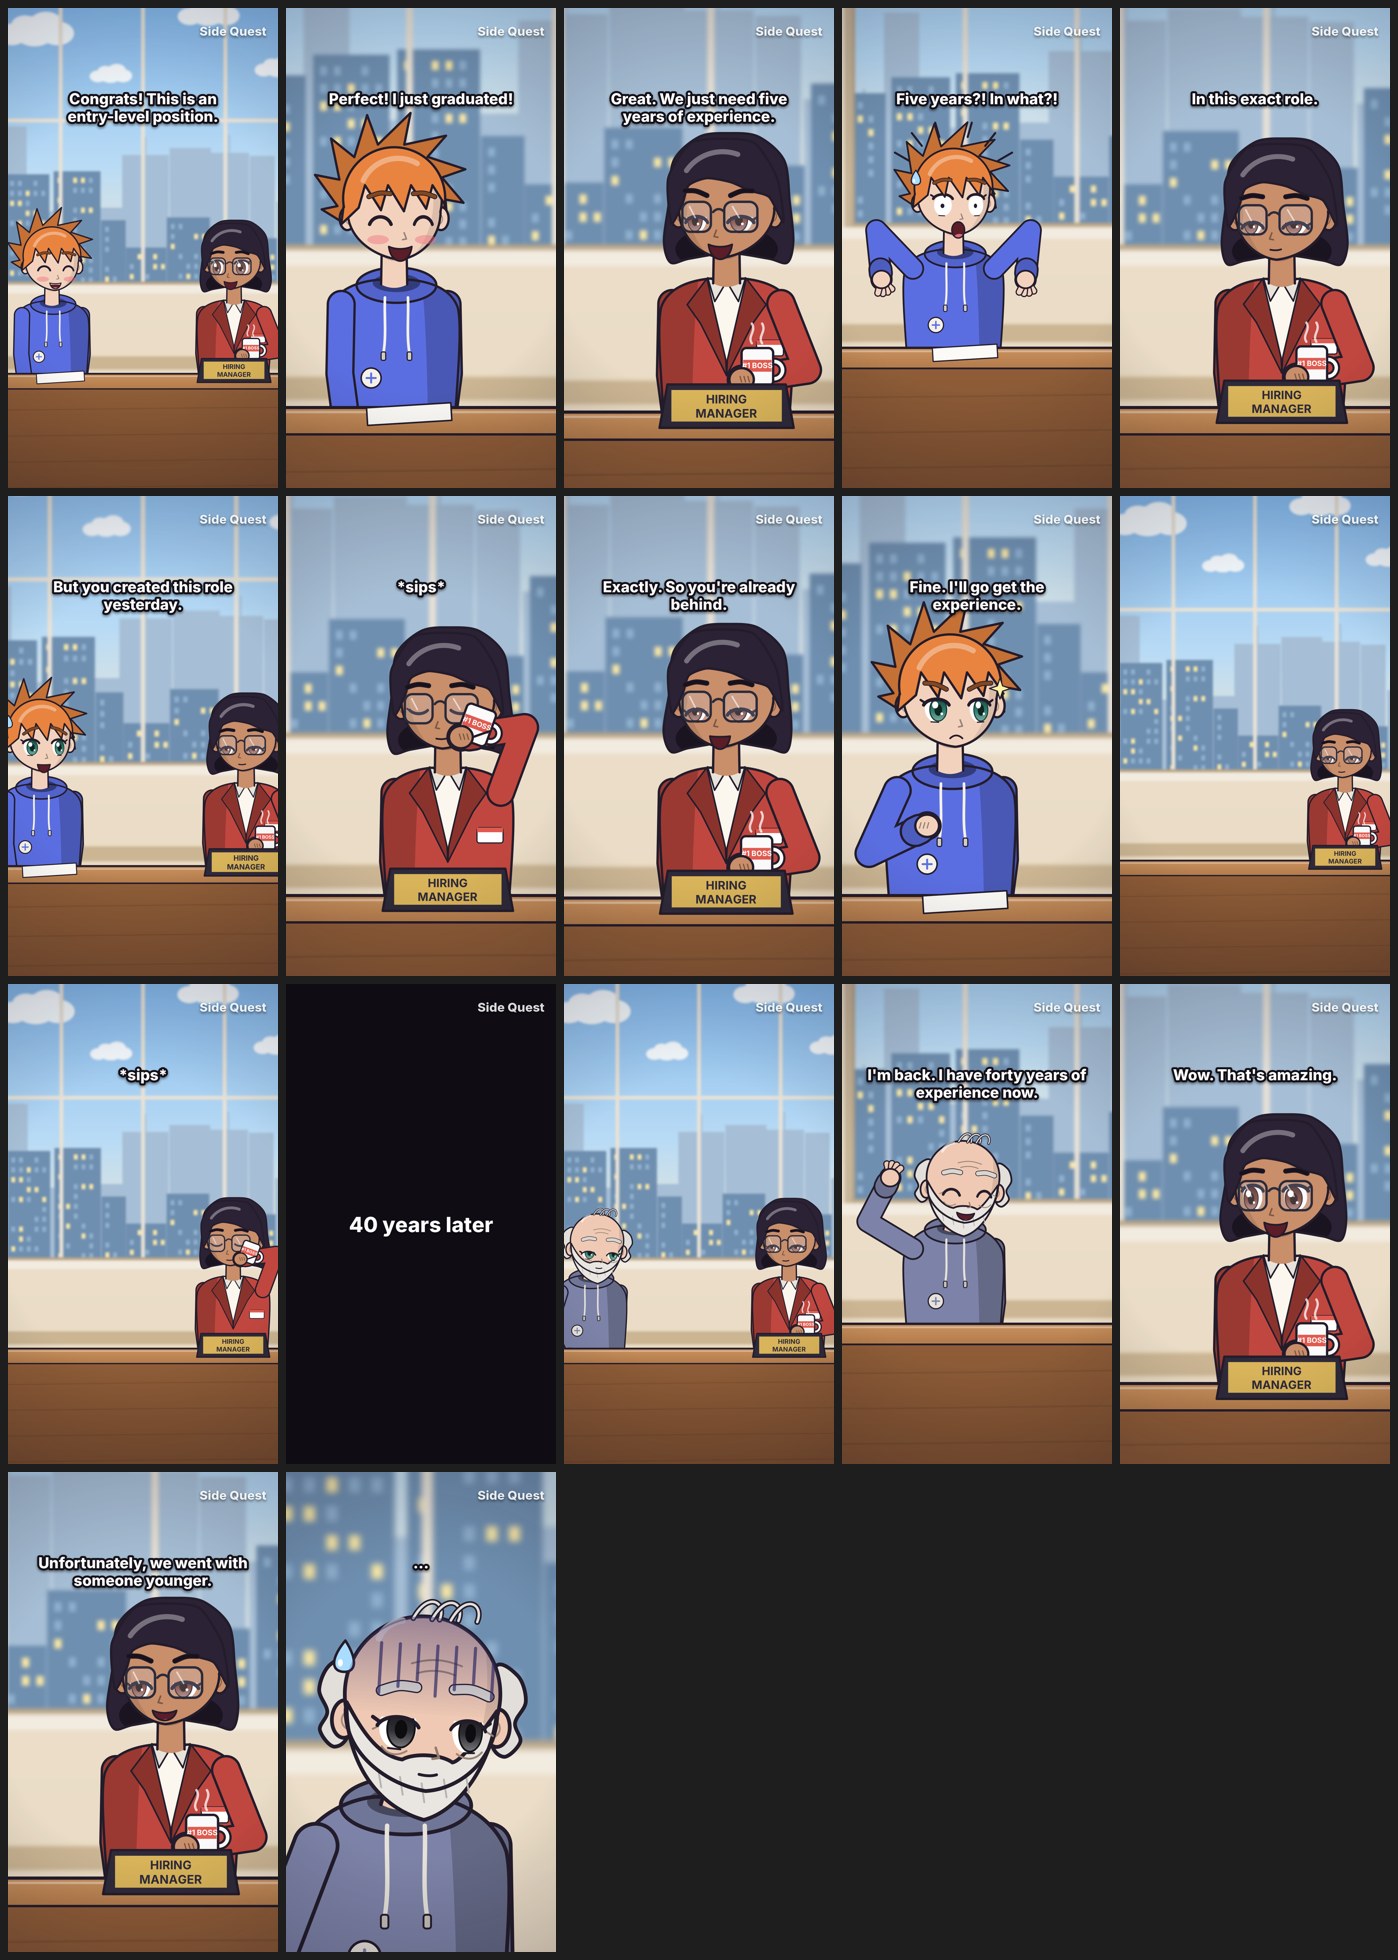 Side Quest
Congrats! This is an
entry-level position.
HIRING
MANAGER
Side Quest
Perfect! I just graduated!
Side Quest
Great. We just need five
years of experience.
#1 BOSS
HIRING
MANAGER
Side Quest
Five years?! In what?!
Side Quest
In this exact role.
#1 BOSS
HIRING
MANAGER
Side Quest
But you created this role
yesterday.
HIRING
MANAGER
Side Quest
*sips*
#1 BOSS
HIRING
MANAGER
Side Quest
Exactly. So you're already
behind.
#1 BOSS
HIRING
MANAGER
Side Quest
Fine. I'll go get the
experience.
Side Quest
HIRING
MANAGER
Side Quest
*sips*
HIRING
MANAGER
Side Quest
40 years later
Side Quest
HIRING
MANAGER
Side Quest
I'm back. I have forty years of
experience now.
Side Quest
Wow. That's amazing.
#1 BOSS
HIRING
MANAGER
Side Quest
Unfortunately, we went with
someone younger.
#1 BOSS
HIRING
MANAGER
Side Quest
...